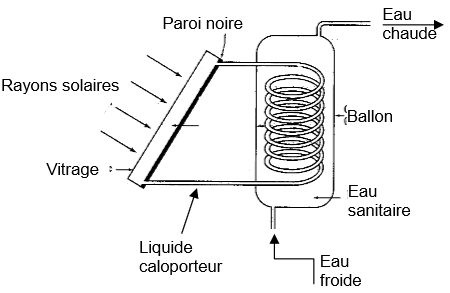 Eau
chaude
Paroi noire
Rayons solaires
Ballon
Vitrage
Eau
sanitaire
Liquide
caloporteur
Eau
froide